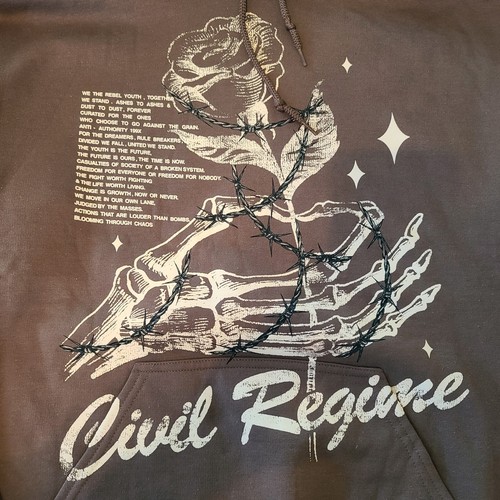 WE THE REBEL YOUTH, TOGETHER
WE STAND. ASHES TO ASHES &
DUST TO DUST, FOREVER
CURATED FOR THE ONES
WHO CHOOSE TO GO AGAINST THE GRAIN.
ANTI - AUTHORITY 199X
FOR THE DREAMERS, RULE BREAKERS
DIVIDED WE FALL, UNITED WE STAND.
THE YOUTH IS THE FUTURE,
THE FUTURE IS OURS, THE TIME IS NOW.
CASUALTIES OF SOCIETY OF A BROKEN SYSTEM.
FREEDOM FOR EVERYONE OR FREEDOM FOR NOBODY.
THE FIGHT WORTH FIGHTING
& THE LIFE WORTH LIVING.
CHANGE IS GROWTH, NOW OR NEVER.
WE MOVE IN OUR OWN LANE,
JUDGED BY THE MASSES.
ACTIONS THAT ARE LOUDER THAN BOMBS.
BLOOMING THROUGH CHAOS
Civil Regime